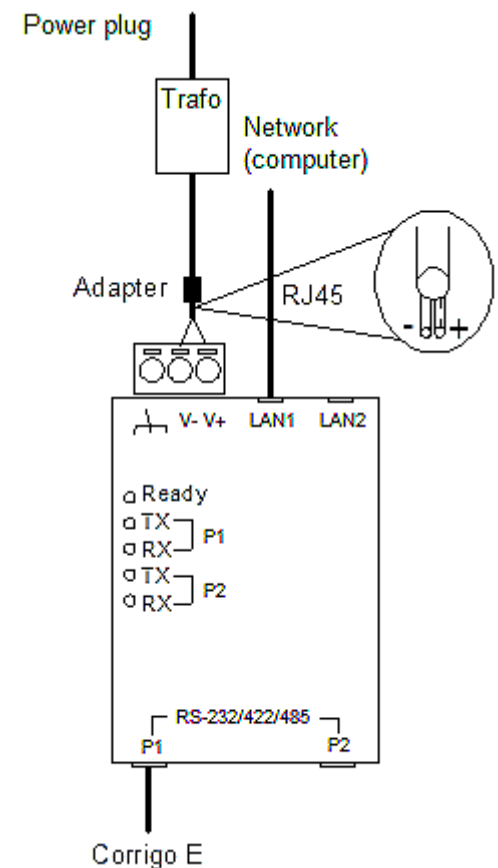 Power plug
Trafo
Network
(computer)
Adapter
RJ45
- +
V- V+ LAN1 LAN2
Ready
TX
P1
RX
TX
P2
RX
RS-232/422/485
P1 P2
Corrigo E